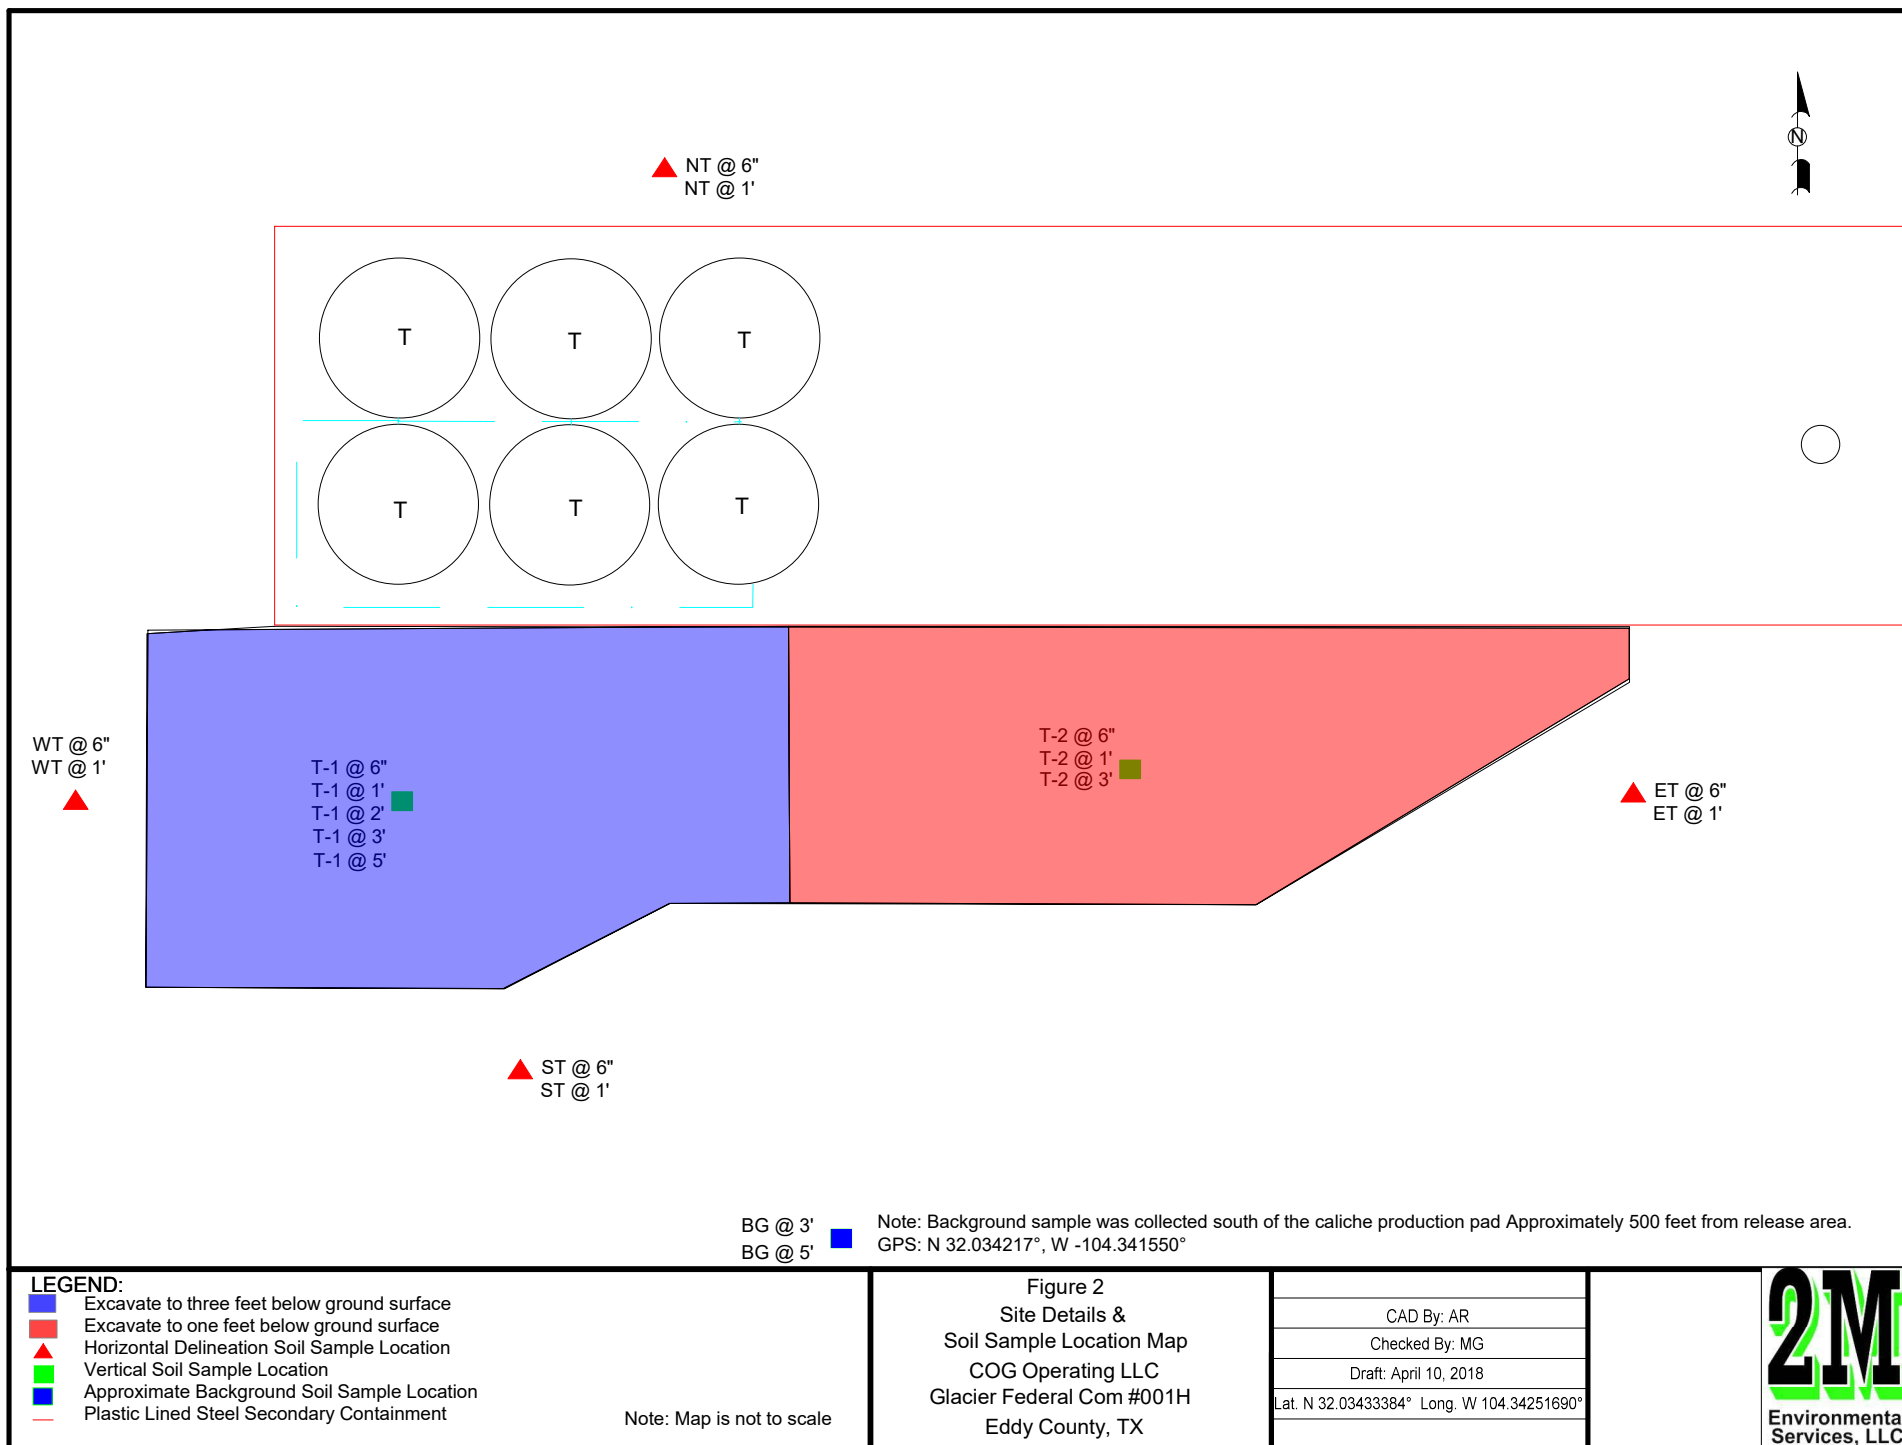 N
NT @ 6"
NT @ 1'
T
T
T
T
T
T
WT @ 6"
WT @ 1'
T-1 @ 6"
T-1 @ 1'
T-1 @ 2'
T-1 @ 3'
T-1 @ 5'
T-2 @ 6"
T-2 @ 1'
T-2 @ 3'
ET @ 6"
ET @ 1'
ST @ 6"
ST @ 1'
BG @ 3'
BG @ 5'
Note: Background sample was collected south of the caliche production pad Approximately 500 feet from release area.
GPS: N 32.034217°, W -104.341550°
LEGEND:
Excavate to three feet below ground surface
Excavate to one feet below ground surface
Horizontal Delineation Soil Sample Location
Vertical Soil Sample Location
Approximate Background Soil Sample Location
Plastic Lined Steel Secondary Containment
Note: Map is not to scale
Figure 2
Site Details &
Soil Sample Location Map
COG Operating LLC
Glacier Federal Com #001H
Eddy County, TX
CAD By: AR
Checked By: MG
Draft: April 10, 2018
Lat. N 32.03433384° Long. W 104.34251690°
2M
Environmenta
Services, LLC